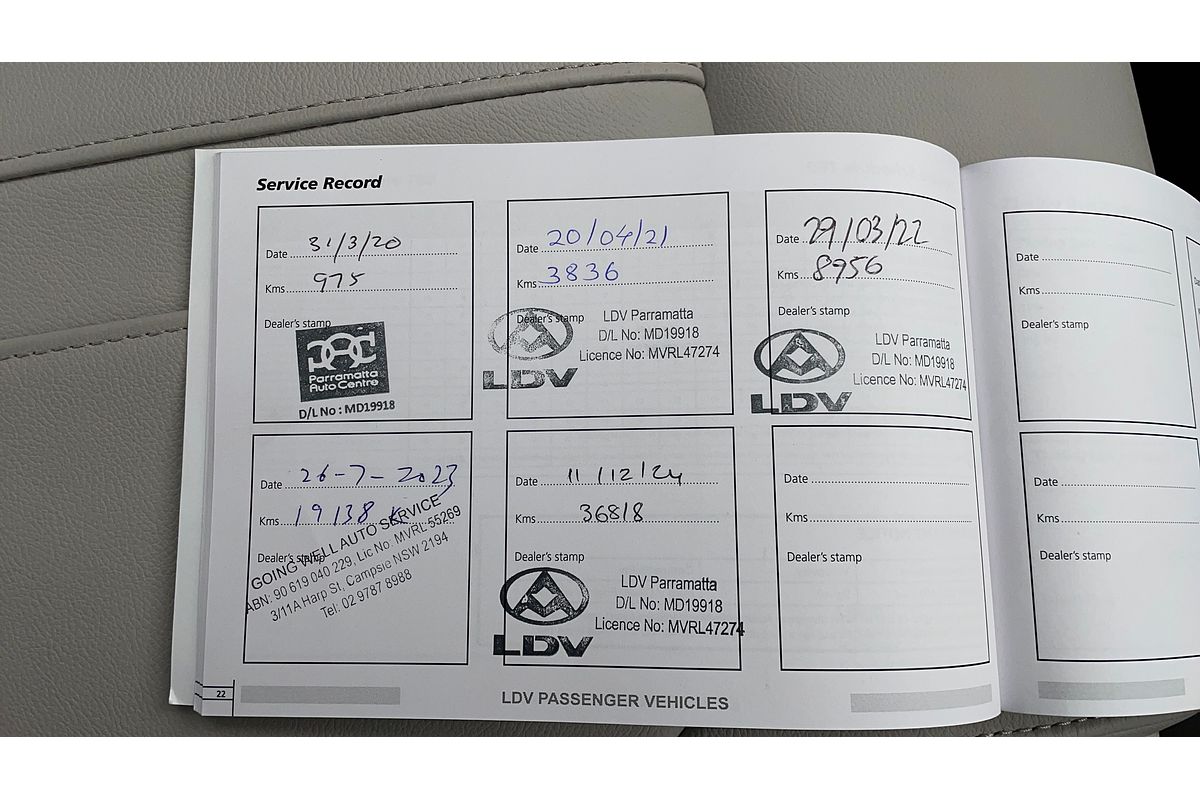 Service Record
Date 31/3/20
Kms 975
Dealer's stamp
Parramatta
Auto Centre
D/L No : MD19918
Date 20/04/21
Kms 3836
Dealer's stamp
LDV
LDV Parramatta
D/L No: MD19918
Licence No: MVRL47274
Date 29/03/22
Kms 8956
Dealer's stamp
LDV
LDV Parramatta
D/L No: MD19918
Licence No: MVRL47274
Date 26-7-2023
Kms 19138 k
Dealer's stamp
GOING WELL AUTO SERVICE
ABN: 90 619 040 229, Lic No: MVRL 55269
3/11A Harp St, Campsie NSW 2194
Tel: 02 9787 8988
Date 11/12/24
Kms 36818
Dealer's stamp
LDV
LDV Parramatta
D/L No: MD19918
Licence No: MVRL47274
Date
Kms
Dealer's stamp
22
LDV PASSENGER VEHICLES
Date
Kms
Dealer's stamp
Date
Kms
Dealer's stamp